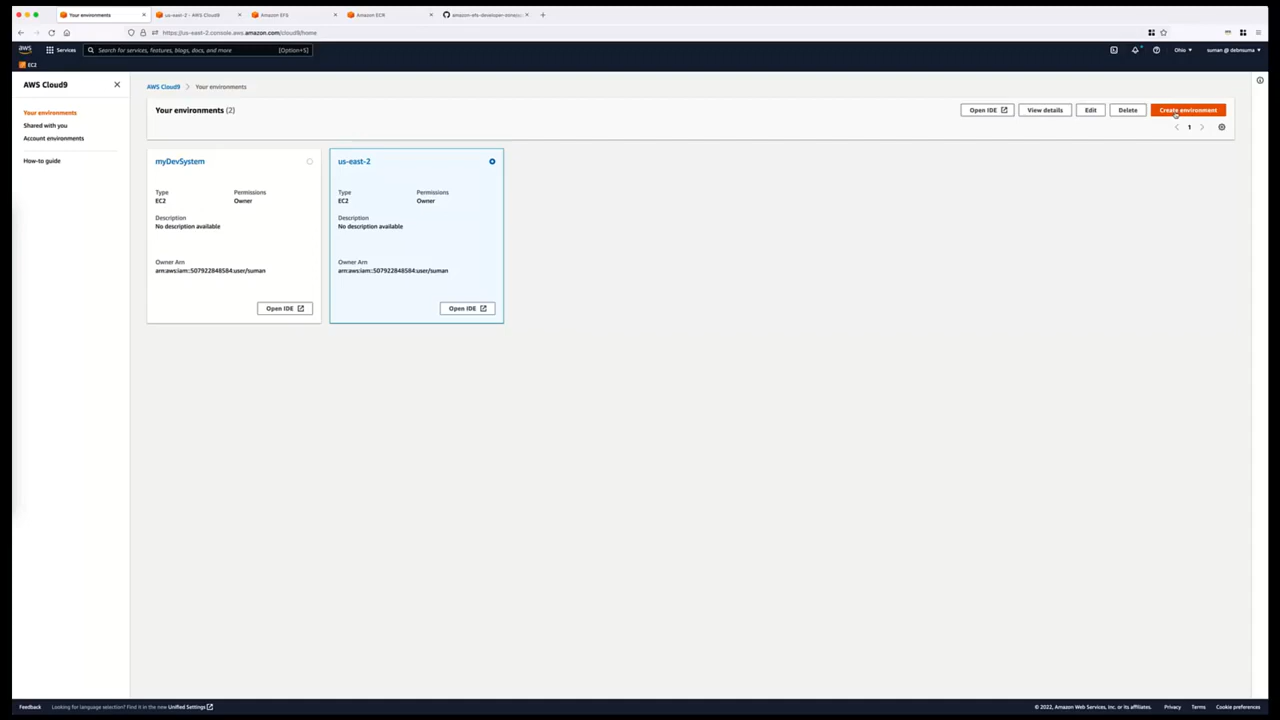 Your environments
us-east-2 - AWS Cloud9
Amazon EFS
Amazon ECR
https://us-east-2.console.aws.amazon.com/cloud9/home
aws
Services
Search for services, features, blogs, docs, and more
[Option+S]
Ohio
suman @ debnsuma
EC2
AWS Cloud9
Your environments
Shared with you
Account environments
How-to guide
AWS Cloud9
Your environments
Your environments (2)
Open IDE
View details
Edit
Delete
Create environment
1
myDevSystem
Type
EC2
Permissions
Owner
Description
No description available
Owner Arn
arn:aws:iam::507922848584:user/suman
Open IDE
us-east-2
Type
EC2
Permissions
Owner
Description
No description available
Owner Arn
arn:aws:iam::507922848584:user/suman
Open IDE
Feedback
Looking for language selection? Find it in the new Unified Settings
© 2022, Amazon Web Services, Inc. or its affiliates.
Privacy
Terms
Cookie preferences